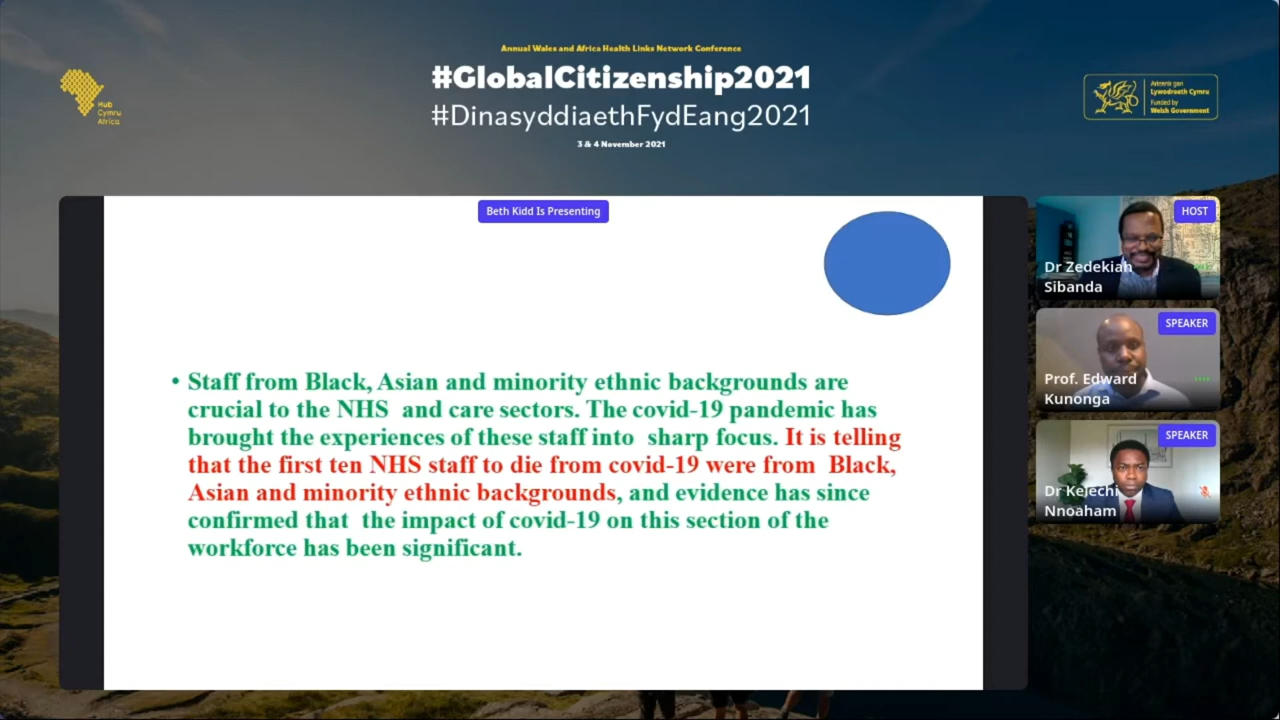 Annual Wales and Africa Health Links Network Conference
#GlobalCitizenship2021
#DinasyddiaethFydEang2021
3 & 4 November 2021
Hub
Cymru
Africa
Ariennir gan
Lywodraeth Cymru
Funded by
Welsh Government
Beth Kidd Is Presenting
• Staff from Black, Asian and minority ethnic backgrounds are
crucial to the NHS and care sectors. The covid-19 pandemic has
brought the experiences of these staff into sharp focus. It is telling
that the first ten NHS staff to die from covid-19 were from Black,
Asian and minority ethnic backgrounds, and evidence has since
confirmed that the impact of covid-19 on this section of the
workforce has been significant.
HOST
Dr Zedekiah
Sibanda
SPEAKER
Prof. Edward
Kunonga
SPEAKER
Dr Kelechi
Nnoaham